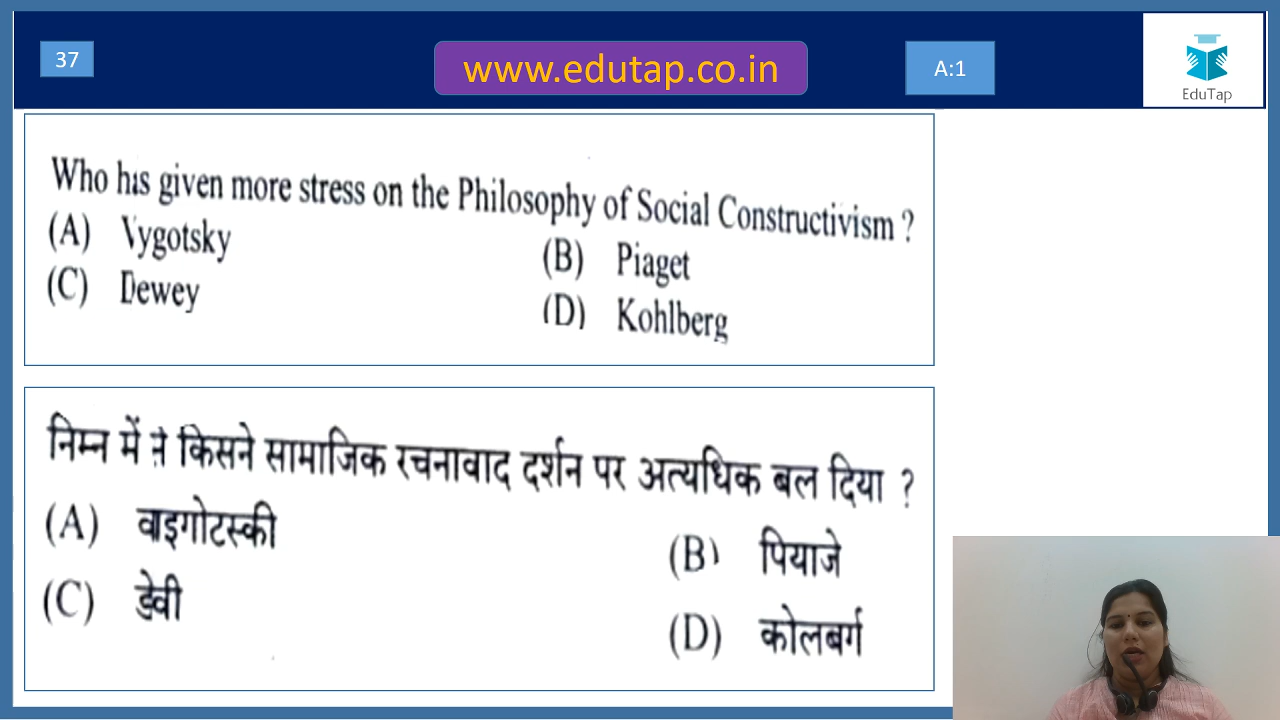 37
www.edutap.co.in
A:1
EduTap
Who has given more stress on the Philosophy of Social Constructivism ?
(A) Vygotsky
(B) Piaget
(C) Dewey
(D) Kohlberg
निम्न में से किसने सामाजिक रचनावाद दर्शन पर अत्यधिक बल दिया ?
(A) वाइगोटस्की
(B) पियाजे
(C) डेवी
(D) कोलबर्ग